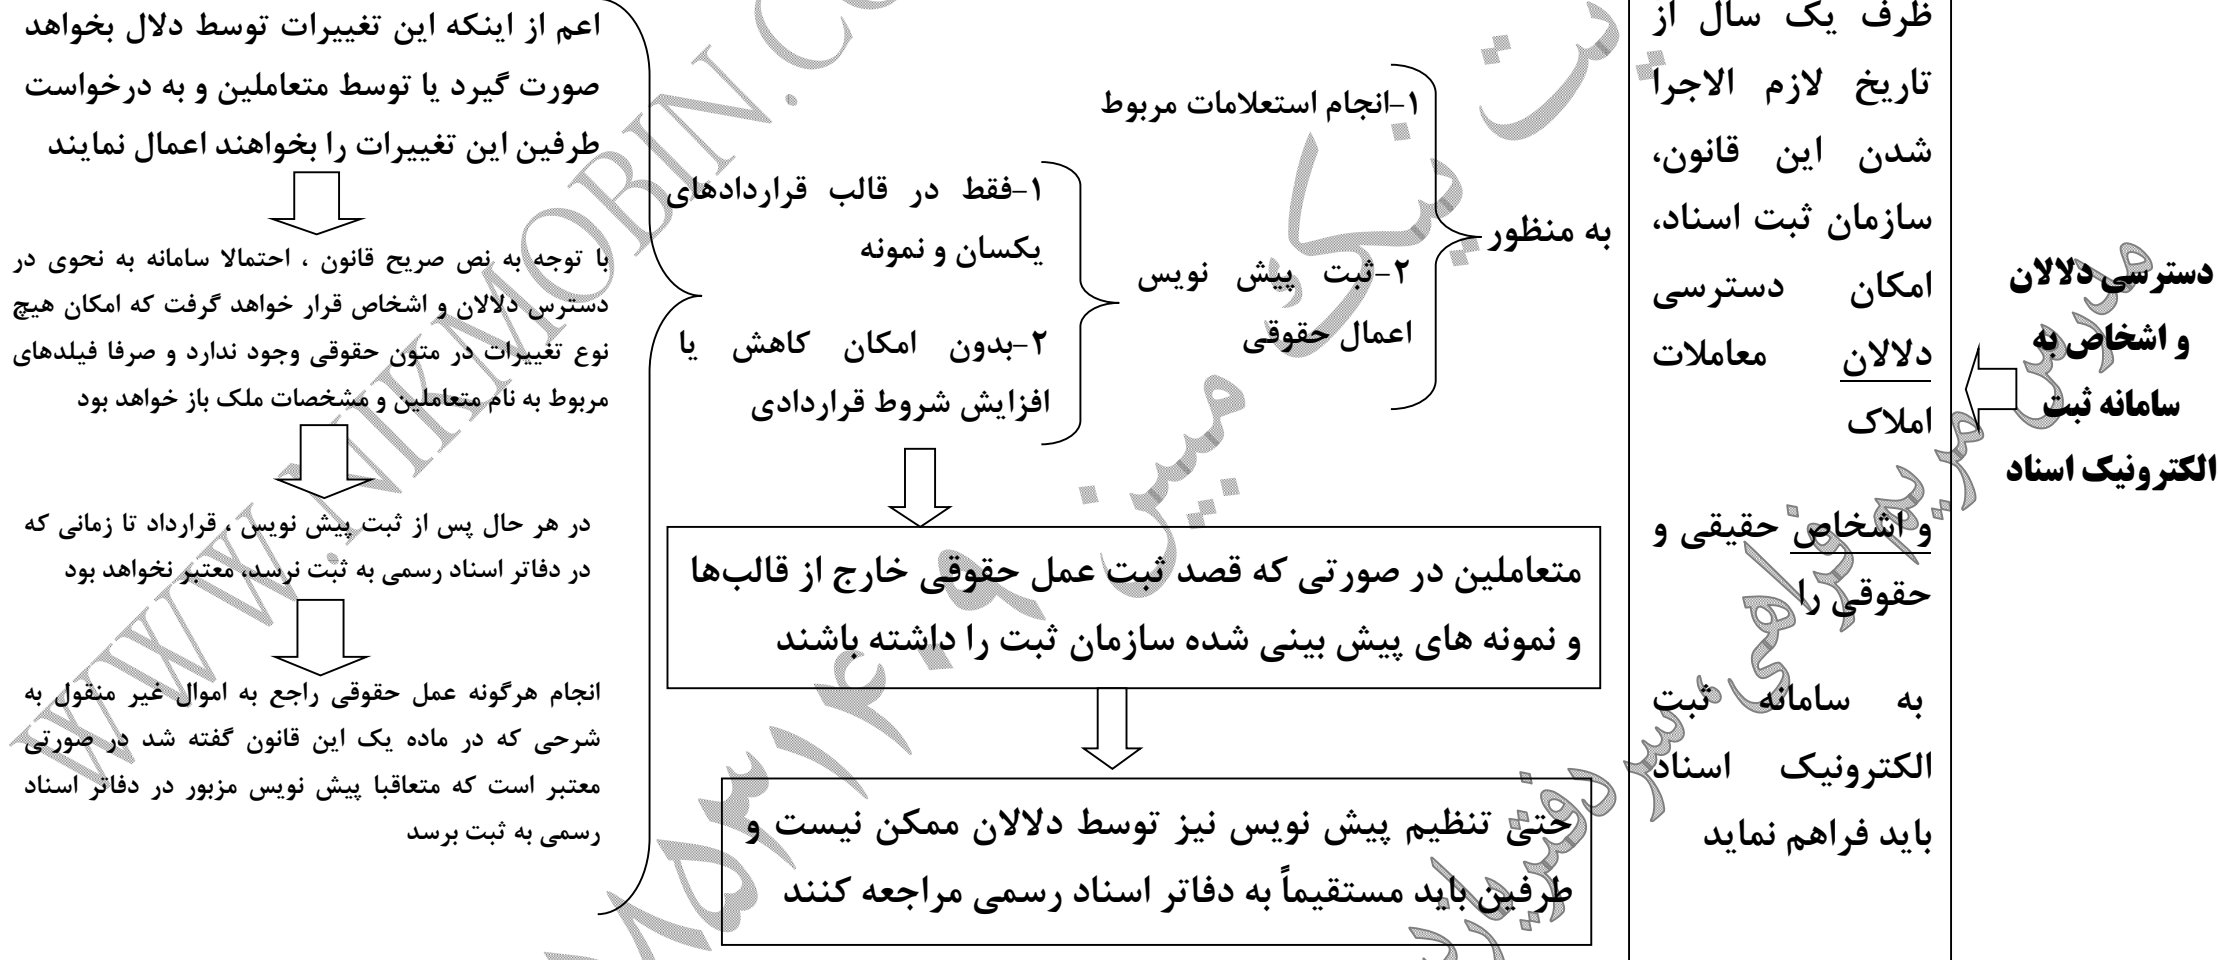 دسترسی دلالان
و اشخاص به
سامانه ثبت
الکترونیک اسناد
ظرف یک سال از
تاریخ لازم الاجرا
شدن این قانون،
سازمان ثبت اسناد،
امکان دسترسی
دلالان معاملات
املاک
و اشخاص حقیقی و
حقوقی را
به سامانه ثبت
الکترونیک اسناد
باید فراهم نماید
به منظور
۱-انجام استعلامات مربوط
۲-ثبت پیش نویس
اعمال حقوقی
۱-فقط در قالب قراردادهای
یکسان و نمونه
۲-بدون امکان کاهش یا
افزایش شروط قراردادی
متعاملین در صورتی که قصد ثبت عمل حقوقی خارج از قالب‌ها
و نمونه های پیش بینی شده سازمان ثبت را داشته باشند
حتی تنظیم پیش نویس نیز توسط دلالان ممکن نیست و
طرفین باید مستقیماً به دفاتر اسناد رسمی مراجعه کنند
اعم از اینکه این تغییرات توسط دلال بخواهد
صورت گیرد یا توسط متعاملین و به درخواست
طرفین این تغییرات را بخواهند اعمال نمایند
با توجه به نص صریح قانون ، احتمالا سامانه به نحوی در
دسترس دلالان و اشخاص قرار خواهد گرفت که امکان هیچ
نوع تغییرات در متون حقوقی وجود ندارد و صرفا فیلدهای
مربوط به نام متعاملین و مشخصات ملک باز خواهد بود
در هر حال پس از ثبت پیش نویس ، قرارداد تا زمانی که
در دفاتر اسناد رسمی به ثبت نرسد، معتبر نخواهد بود
انجام هرگونه عمل حقوقی راجع به اموال غیر منقول به
شرحی که در ماده یک این قانون گفته شد در صورتی
معتبر است که متعاقبا پیش نویس مزبور در دفاتر اسناد
رسمی به ثبت برسد
WWW.NIKMOBIN.CO
یت نیک مبین
مدرس مریم فراهی، سردفتریار